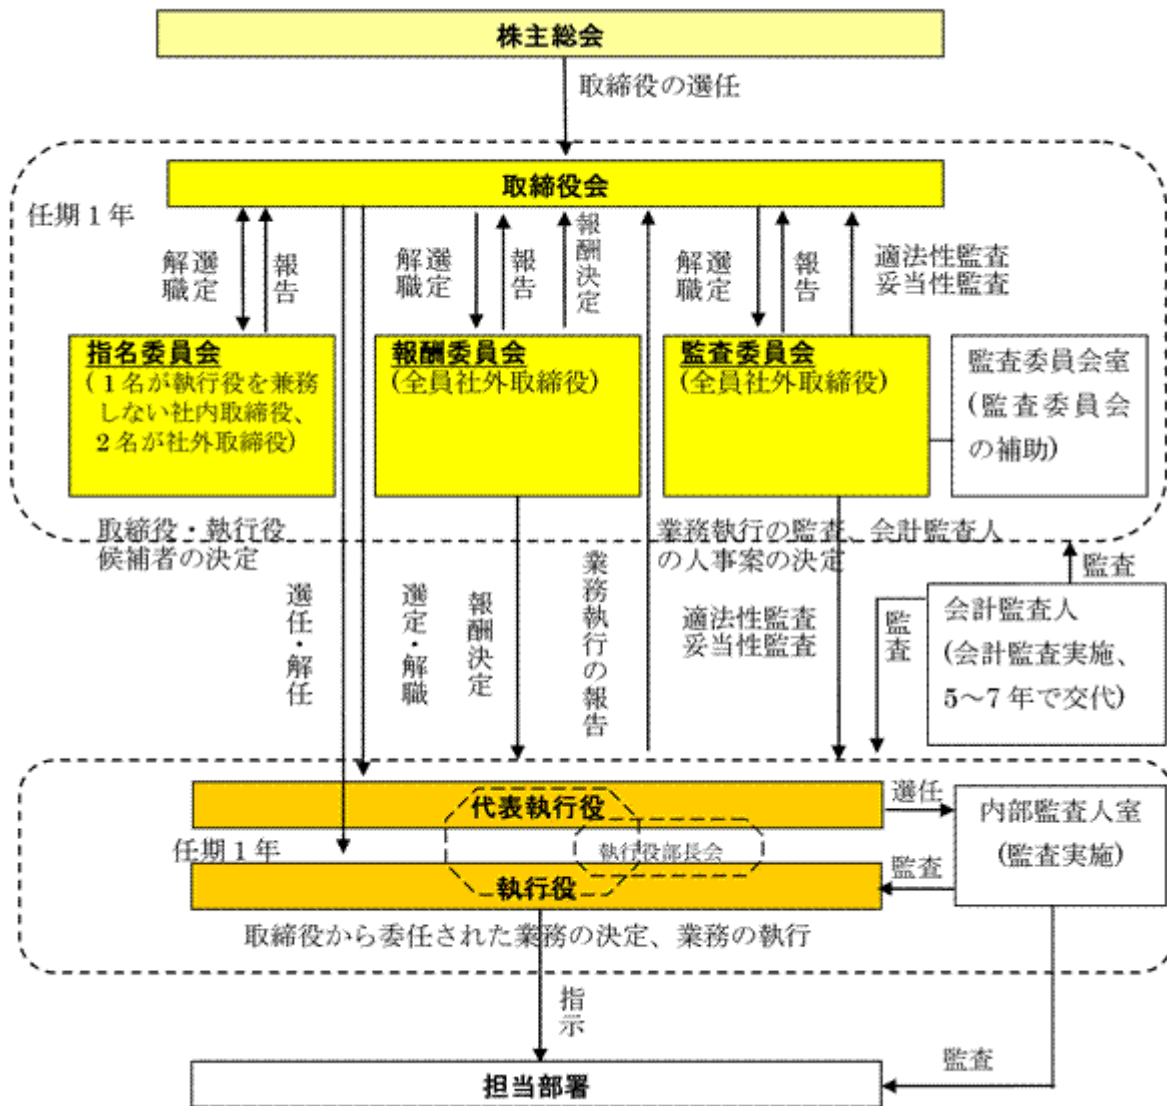 株主総会
取締役の選任
取締役会
任期１年
選定
解職
報告
選定
解職
報告
報酬決定
選定
解職
報告
適法性監査
妥当性監査
指名委員会
(１名が執行役を兼務
しない社内取締役、
2名が社外取締役)
報酬委員会
(全員社外取締役)
監査委員会
(全員社外取締役)
監査委員会室
(監査委員会
の補助)
取締役・執行役
候補者の決定
業務執行の監査、会計監査人
の人事案の決定
監査
選任・解任
選定・解職
報酬決定
業務執行の報告
適法性監査
妥当性監査
監査
会計監査人
(会計監査実施、
5～7年で交代)
代表執行役
選任
内部監査人室
(監査実施)
任期１年
執行役部長会
監査
執行役
取締役から委任された業務の決定、業務の執行
指示
監査
担当部署